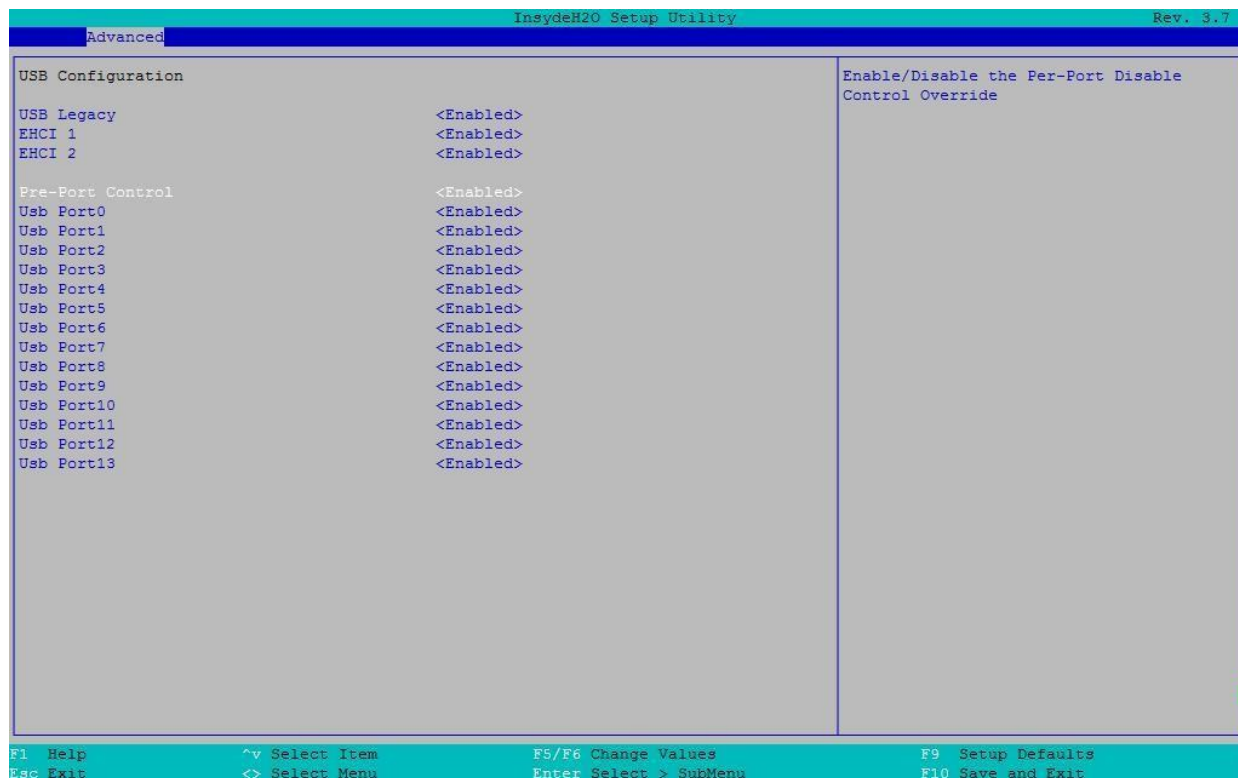 InsydeH2O Setup Utility Rev. 3.7
Advanced
USB Configuration
Enable/Disable the Per-Port Disable
Control Override
USB Legacy <Enabled>
EHCI 1 <Enabled>
EHCI 2 <Enabled>
Pre-Port Control <Enabled>
Usb Port0 <Enabled>
Usb Port1 <Enabled>
Usb Port2 <Enabled>
Usb Port3 <Enabled>
Usb Port4 <Enabled>
Usb Port5 <Enabled>
Usb Port6 <Enabled>
Usb Port7 <Enabled>
Usb Port8 <Enabled>
Usb Port9 <Enabled>
Usb Port10 <Enabled>
Usb Port11 <Enabled>
Usb Port12 <Enabled>
Usb Port13 <Enabled>
F1 Help ^v Select Item F5/F6 Change Values F9 Setup Defaults
Esc Exit <> Select Menu Enter Select > SubMenu F10 Save and Exit